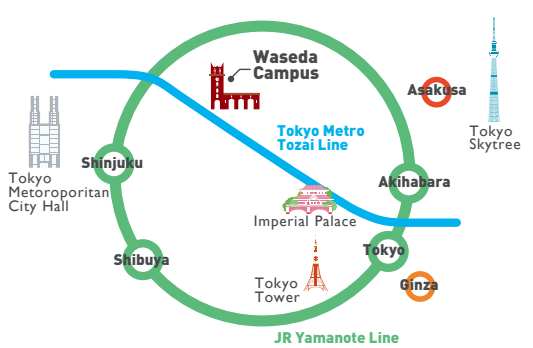 Waseda
Campus
Asakusa
Tokyo
Skytree
Tokyo Metro
Tozai Line
Shinjuku
Tokyo
Metoroporitan
City Hall
Akihabara
Imperial Palace
Tokyo
Shibuya
Tokyo
Tower
Ginza
JR Yamanote Line